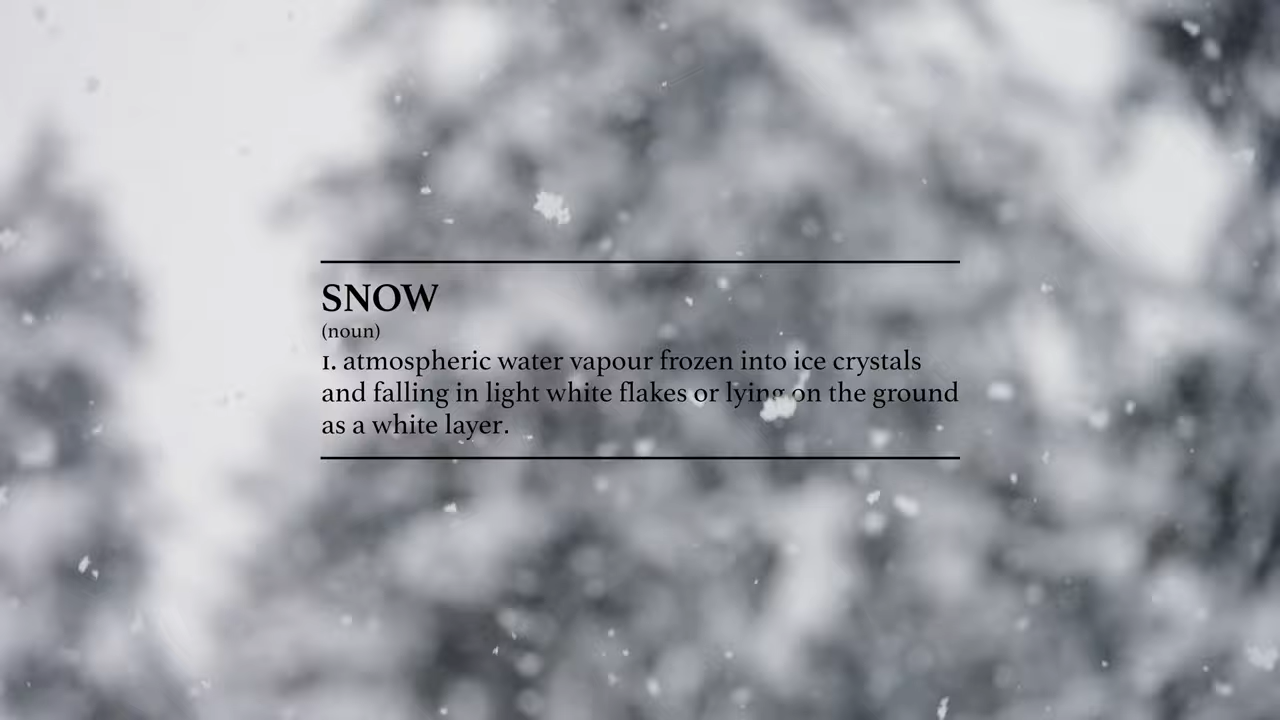 SNOW
(noun)
1. atmospheric water vapour frozen into ice crystals
and falling in light white flakes or lying on the ground
as a white layer.